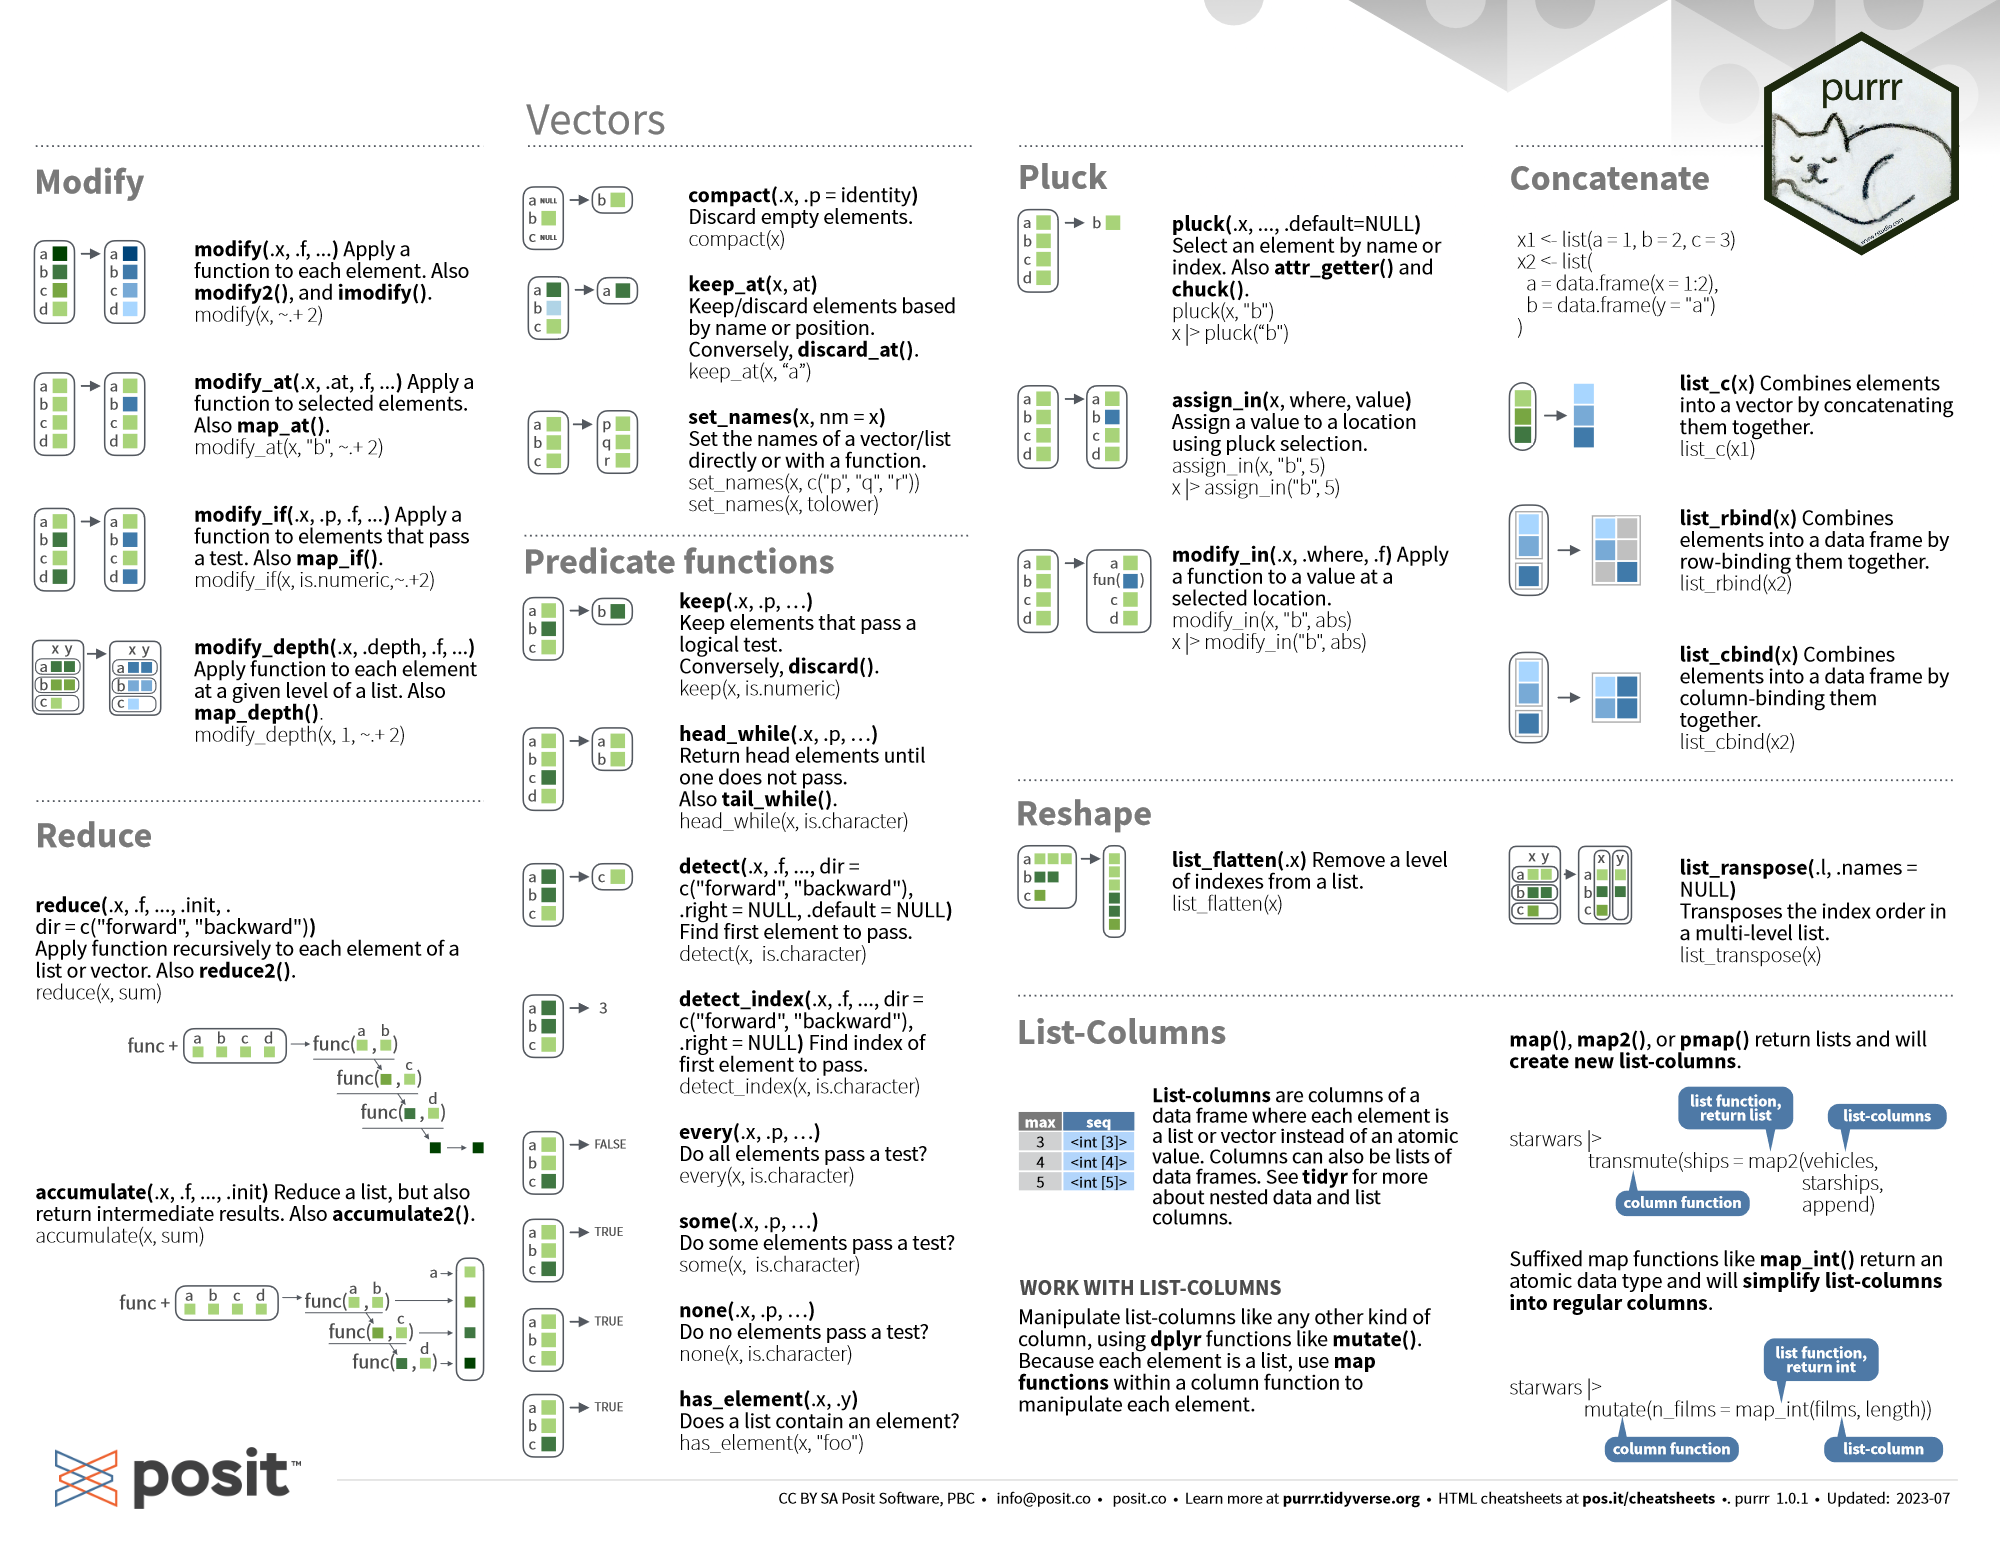 purrr
www.rstudio.com
Vectors
Modify
a
b
c
d
a
b
c
d
modify(.x, .f, ...) Apply a
function to each element. Also
modify2(), and imodify().
modify(x, ~.+ 2)
a
b
c
d
a
b
c
d
modify_at(.x, .at, .f, ...) Apply a
function to selected elements.
Also map_at().
modify_at(x, "b", ~.+ 2)
a
b
c
d
a
b
c
d
modify_if(.x, .p, .f, ...) Apply a
function to elements that pass
a test. Also map_if().
modify_if(x, is.numeric,~.+2)
x y
a
b
c
x y
a
b
c
modify_depth(.x, .depth, .f, ...)
Apply function to each element
at a given level of a list. Also
map_depth().
modify_depth(x, 1, ~.+ 2)
Reduce
reduce(.x, .f, ..., .init, .
dir = c("forward", "backward"))
Apply function recursively to each element of a
list or vector. Also reduce2().
reduce(x, sum)
func +
a b c d
a b
func( , )
c
func( , )
d
func( , )
accumulate(.x, .f, ..., .init) Reduce a list, but also
return intermediate results. Also accumulate2().
accumulate(x, sum)
func +
a b c d
a
a b
func( , )
c
func( , )
d
func( , )
a NULL
b
c NULL
b
compact(.x, .p = identity)
Discard empty elements.
compact(x)
a
b
c
a
keep_at(x, at)
Keep/discard elements based
by name or position.
Conversely, discard_at().
keep_at(x, “a”)
a
b
c
p
q
r
set_names(x, nm = x)
Set the names of a vector/list
directly or with a function.
set_names(x, c("p", "q", "r"))
set_names(x, tolower)
Predicate functions
a
b
c
b
keep(.x, .p, …)
Keep elements that pass a
logical test.
Conversely, discard().
keep(x, is.numeric)
a
b
c
d
a
b
head_while(.x, .p, …)
Return head elements until
one does not pass.
Also tail_while().
head_while(x, is.character)
a
b
c
c
detect(.x, .f, ..., dir =
c("forward", "backward"),
.right = NULL, .default = NULL)
Find first element to pass.
detect(x,  is.character)
a
b
c
3
detect_index(.x, .f, ..., dir =
c("forward", "backward"),
.right = NULL) Find index of
first element to pass.
detect_index(x, is.character)
a
b
c
FALSE
every(.x, .p, …)
Do all elements pass a test?
every(x, is.character)
a
b
c
TRUE
some(.x, .p, …)
Do some elements pass a test?
some(x,  is.character)
a
b
c
TRUE
none(.x, .p, …)
Do no elements pass a test?
none(x, is.character)
a
b
c
TRUE
has_element(.x, .y)
Does a list contain an element?
has_element(x, "foo")
Pluck
a
b
c
d
b
pluck(.x, ..., .default=NULL)
Select an element by name or
index. Also attr_getter() and
chuck().
pluck(x, "b")
x |> pluck(“b")
a
b
c
d
a
b
c
d
assign_in(x, where, value)
Assign a value to a location
using pluck selection.
assign_in(x, "b", 5)
x |> assign_in("b", 5)
a
b
c
d
a
fun( )
c
d
modify_in(.x, .where, .f) Apply
a function to a value at a
selected location.
modify_in(x, "b", abs)
x |> modify_in("b", abs)
Concatenate
x1 <- list(a = 1, b = 2, c = 3)
x2 <- list(
a = data.frame(x = 1:2),
b = data.frame(y = "a")
)
list_c(x) Combines elements
into a vector by concatenating
them together.
list_c(x1)
list_rbind(x) Combines
elements into a data frame by
row-binding them together.
list_rbind(x2)
list_cbind(x) Combines
elements into a data frame by
column-binding them
together.
list_cbind(x2)
Reshape
a
b
c
list_flatten(.x) Remove a level
of indexes from a list.
list_flatten(x)
x y
a
b
c
x y
a
b
c
list_ranspose(.l, .names =
NULL)
Transposes the index order in
a multi-level list.
list_transpose(x)
List-Columns
max seq
3 <int [3]>
4 <int [4]>
5 <int [5]>
List-columns are columns of a
data frame where each element is
a list or vector instead of an atomic
value. Columns can also be lists of
data frames. See tidyr for more
about nested data and list
columns.
WORK WITH LIST-COLUMNS
Manipulate list-columns like any other kind of
column, using dplyr functions like mutate().
Because each element is a list, use map
functions within a column function to
manipulate each element.
map(), map2(), or pmap() return lists and will
create new list-columns.
list function,
return list
list-columns
starwars |>
transmute(ships = map2(vehicles,
starships,
append)
column function
Suffixed map functions like map_int() return an
atomic data type and will simplify list-columns
into regular columns.
list function,
return int
starwars |>
mutate(n_films = map_int(films, length))
column function
list-column
posit™
CC BY SA Posit Software, PBC • info@posit.co • posit.co • Learn more at purrr.tidyverse.org • HTML cheatsheets at pos.it/cheatsheets •. purrr 1.0.1 • Updated: 2023-07